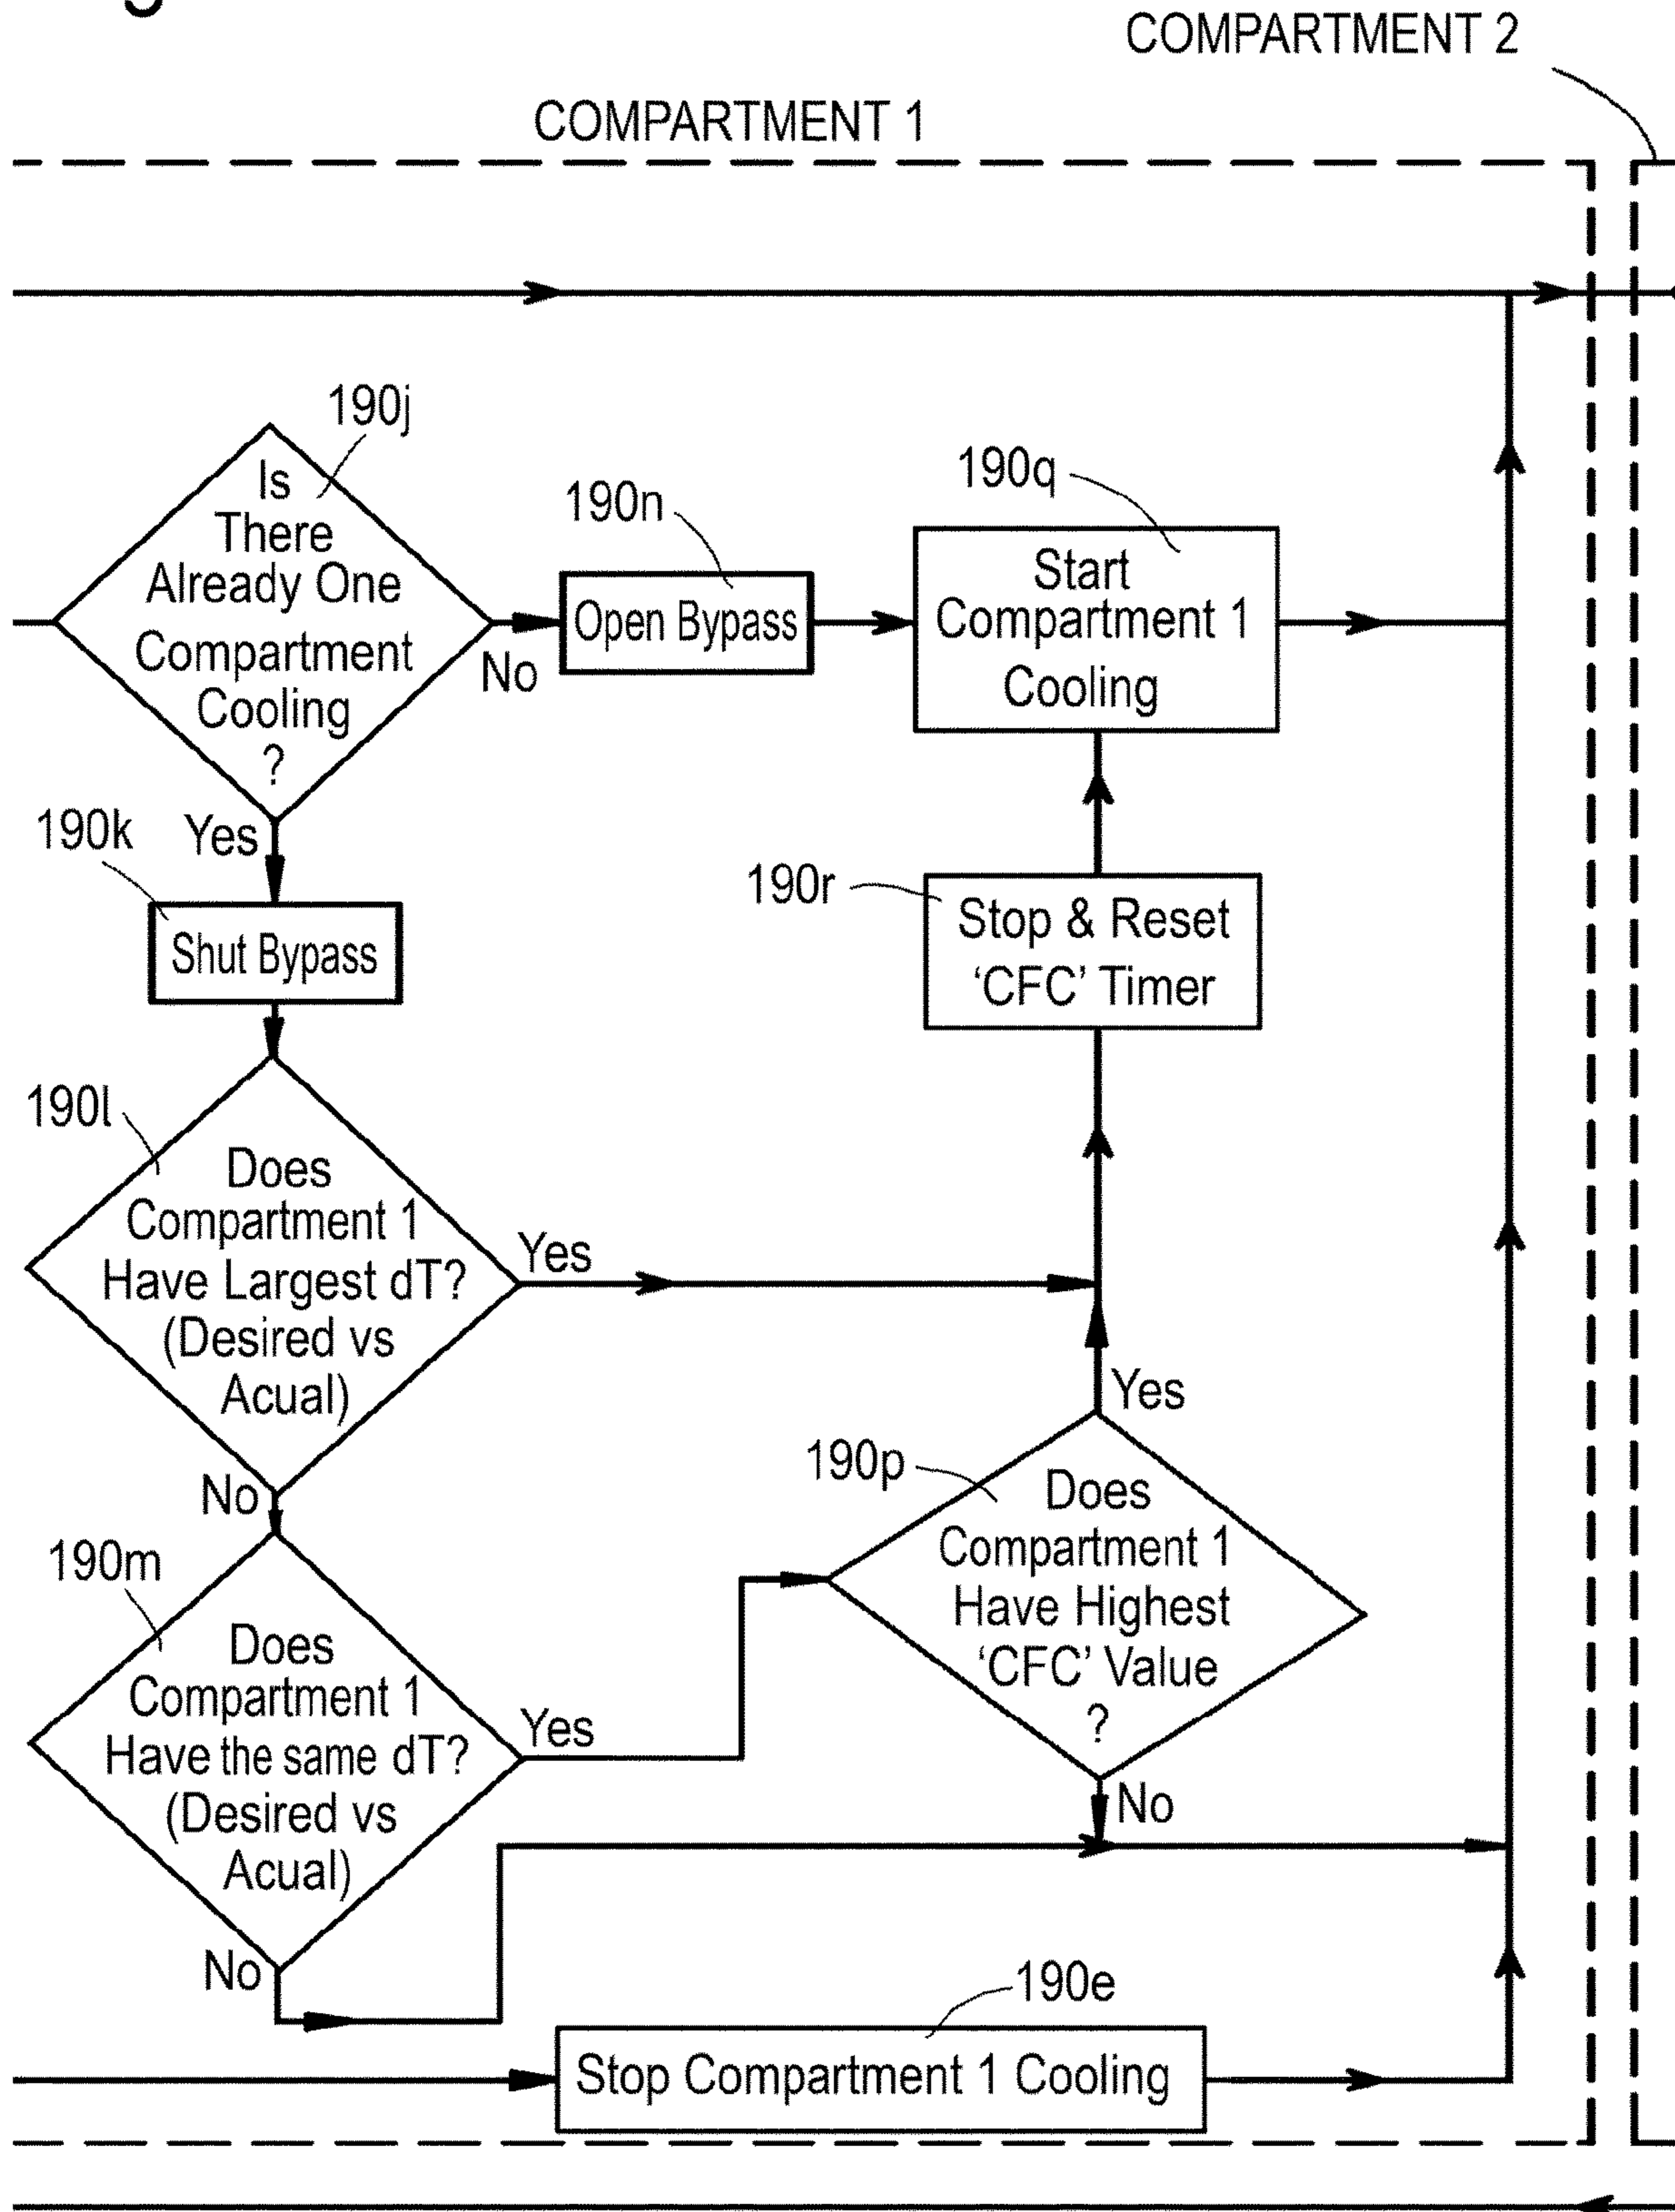 COMPARTMENT 2
COMPARTMENT 1
190j
Is
There
Already One
Compartment
Cooling
?
No
Yes
190n
Open Bypass
190q
Start
Compartment 1
Cooling
190k
Shut Bypass
190r
Stop & Reset
‘CFC’ Timer
190l
Does
Compartment 1
Have Largest dT?
(Desired vs
Acual)
Yes
No
190p
Does
Compartment 1
Have Highest
‘CFC’ Value
?
Yes
No
190m
Does
Compartment 1
Have the same dT?
(Desired vs
Acual)
Yes
No
190e
Stop Compartment 1 Cooling